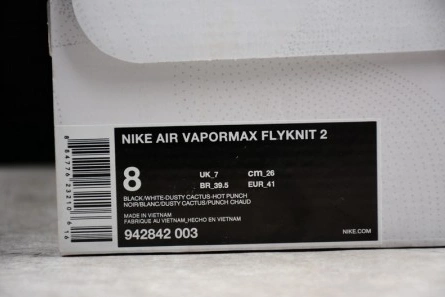 NIKE AIR VAPORMAX FLYKNIT 2
8
UK_7 cm_26
BR_39.5 EUR_41
BLACK/WHITE-DUSTY CACTUS-HOT PUNCH
NOIR/BLANC/DUSTY CACTUS/PUNCH CHAUD
MADE IN VIETNAM
FABRIQUE AU VIETNAM_HECHO EN VIETNAM
942842 003
NIKE.COM